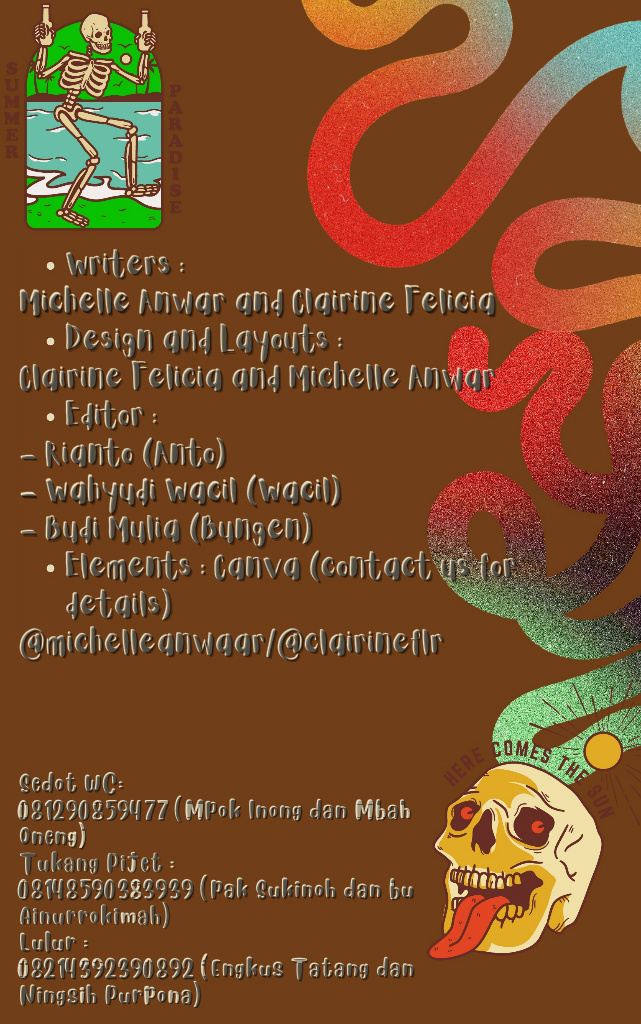 SUMMER
PARADISE
• Writers :
Michelle Anwar and Clairine Felicia
• Design and Layouts :
Clairine Felicia and Michelle Anwar
• Editor :
- Rianto (Anto)
- Wahyudi Wacil (Wacil)
- Budi Mulia (Bungen)
• Elements : Canva (contact us for
details)
@michelleanwaar/@clairineflr
HERE COMES THE SUN
Sedot WC:
081290859477 (Mpok Inong dan Mbah
Oneng)
Tukang Pijet :
08148590383939 (Pak Sukinoh dan bu
Ainurrokimah)
Lulur :
08214392390892 (Engkus Tatang dan
Ningsih PurPona)